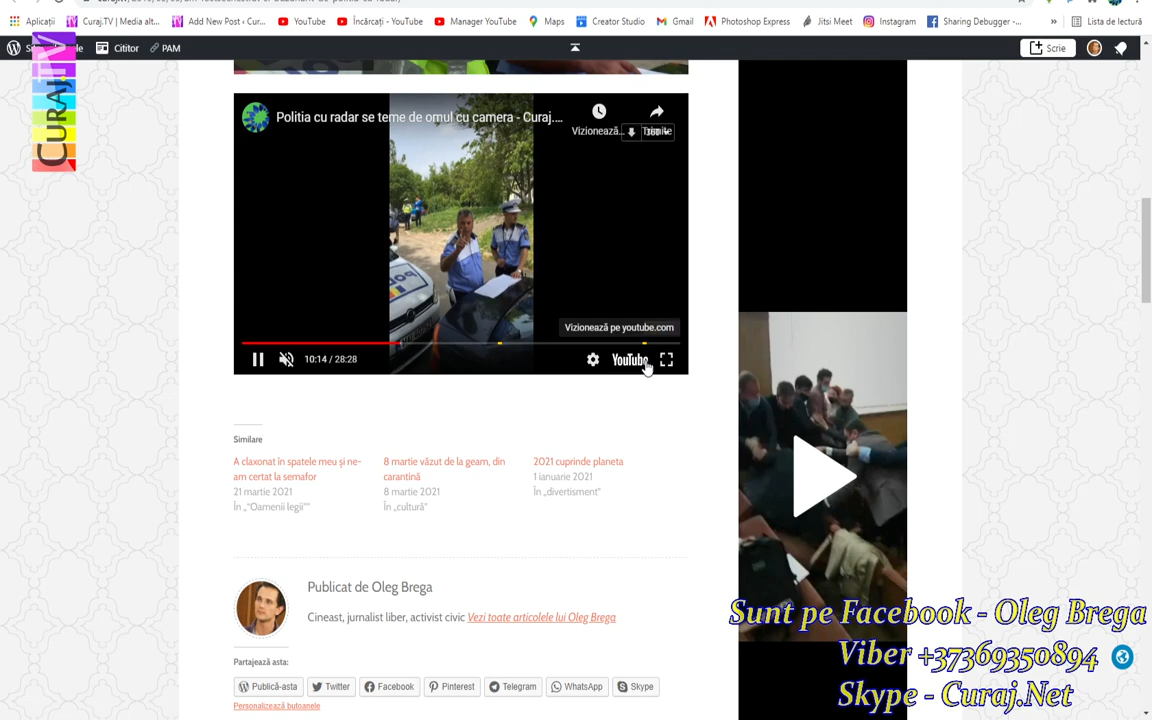 Aplicații
Curaj.TV | Media alt...
Add New Post ‹ Cur...
YouTube
Încărcați - YouTube
Manager YouTube
Maps
Creator Studio
Gmail
Photoshop Express
Jitsi Meet
Instagram
Sharing Debugger -...
»
Listă de lectură
Cititor
PAM
Scrie
CURAJ.TV
Politia cu radar se teme de omul cu camera - Curaj....
Vizionează...
Vizionează pe youtube.com
10:14 / 28:28
YouTube
Similare
A claxonat în spatele meu și ne-
am certat la semafor
21 martie 2021
În „"Oamenii legii"”
8 martie văzut de la geam, din
carantină
8 martie 2021
În „cultură”
2021 cuprinde planeta
1 ianuarie 2021
În „divertisment”
Publicat de Oleg Brega
Cineast, jurnalist liber, activist civic Vezi toate articolele lui Oleg Brega
Partajează asta:
Publică-asta
Twitter
Facebook
Pinterest
Telegram
WhatsApp
Skype
Personalizează butoanele
Sunt pe Facebook - Oleg Brega
Viber +37369350894
Skype - Curaj.Net